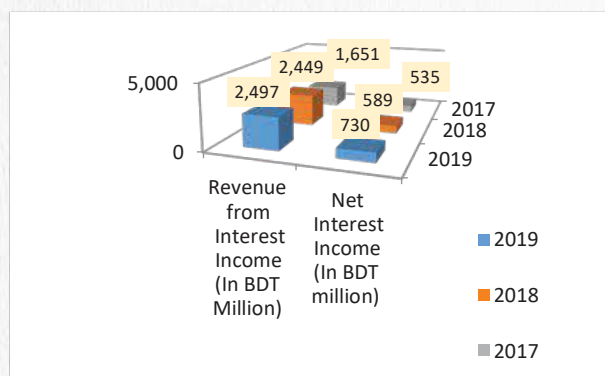 5,000
0
2,497
2,449
1,651
730
589
535
2017
2018
2019
Revenue
from
Interest
Income
(In BDT
Million)
Net
Interest
Income
(In BDT
million)
2019
2018
2017